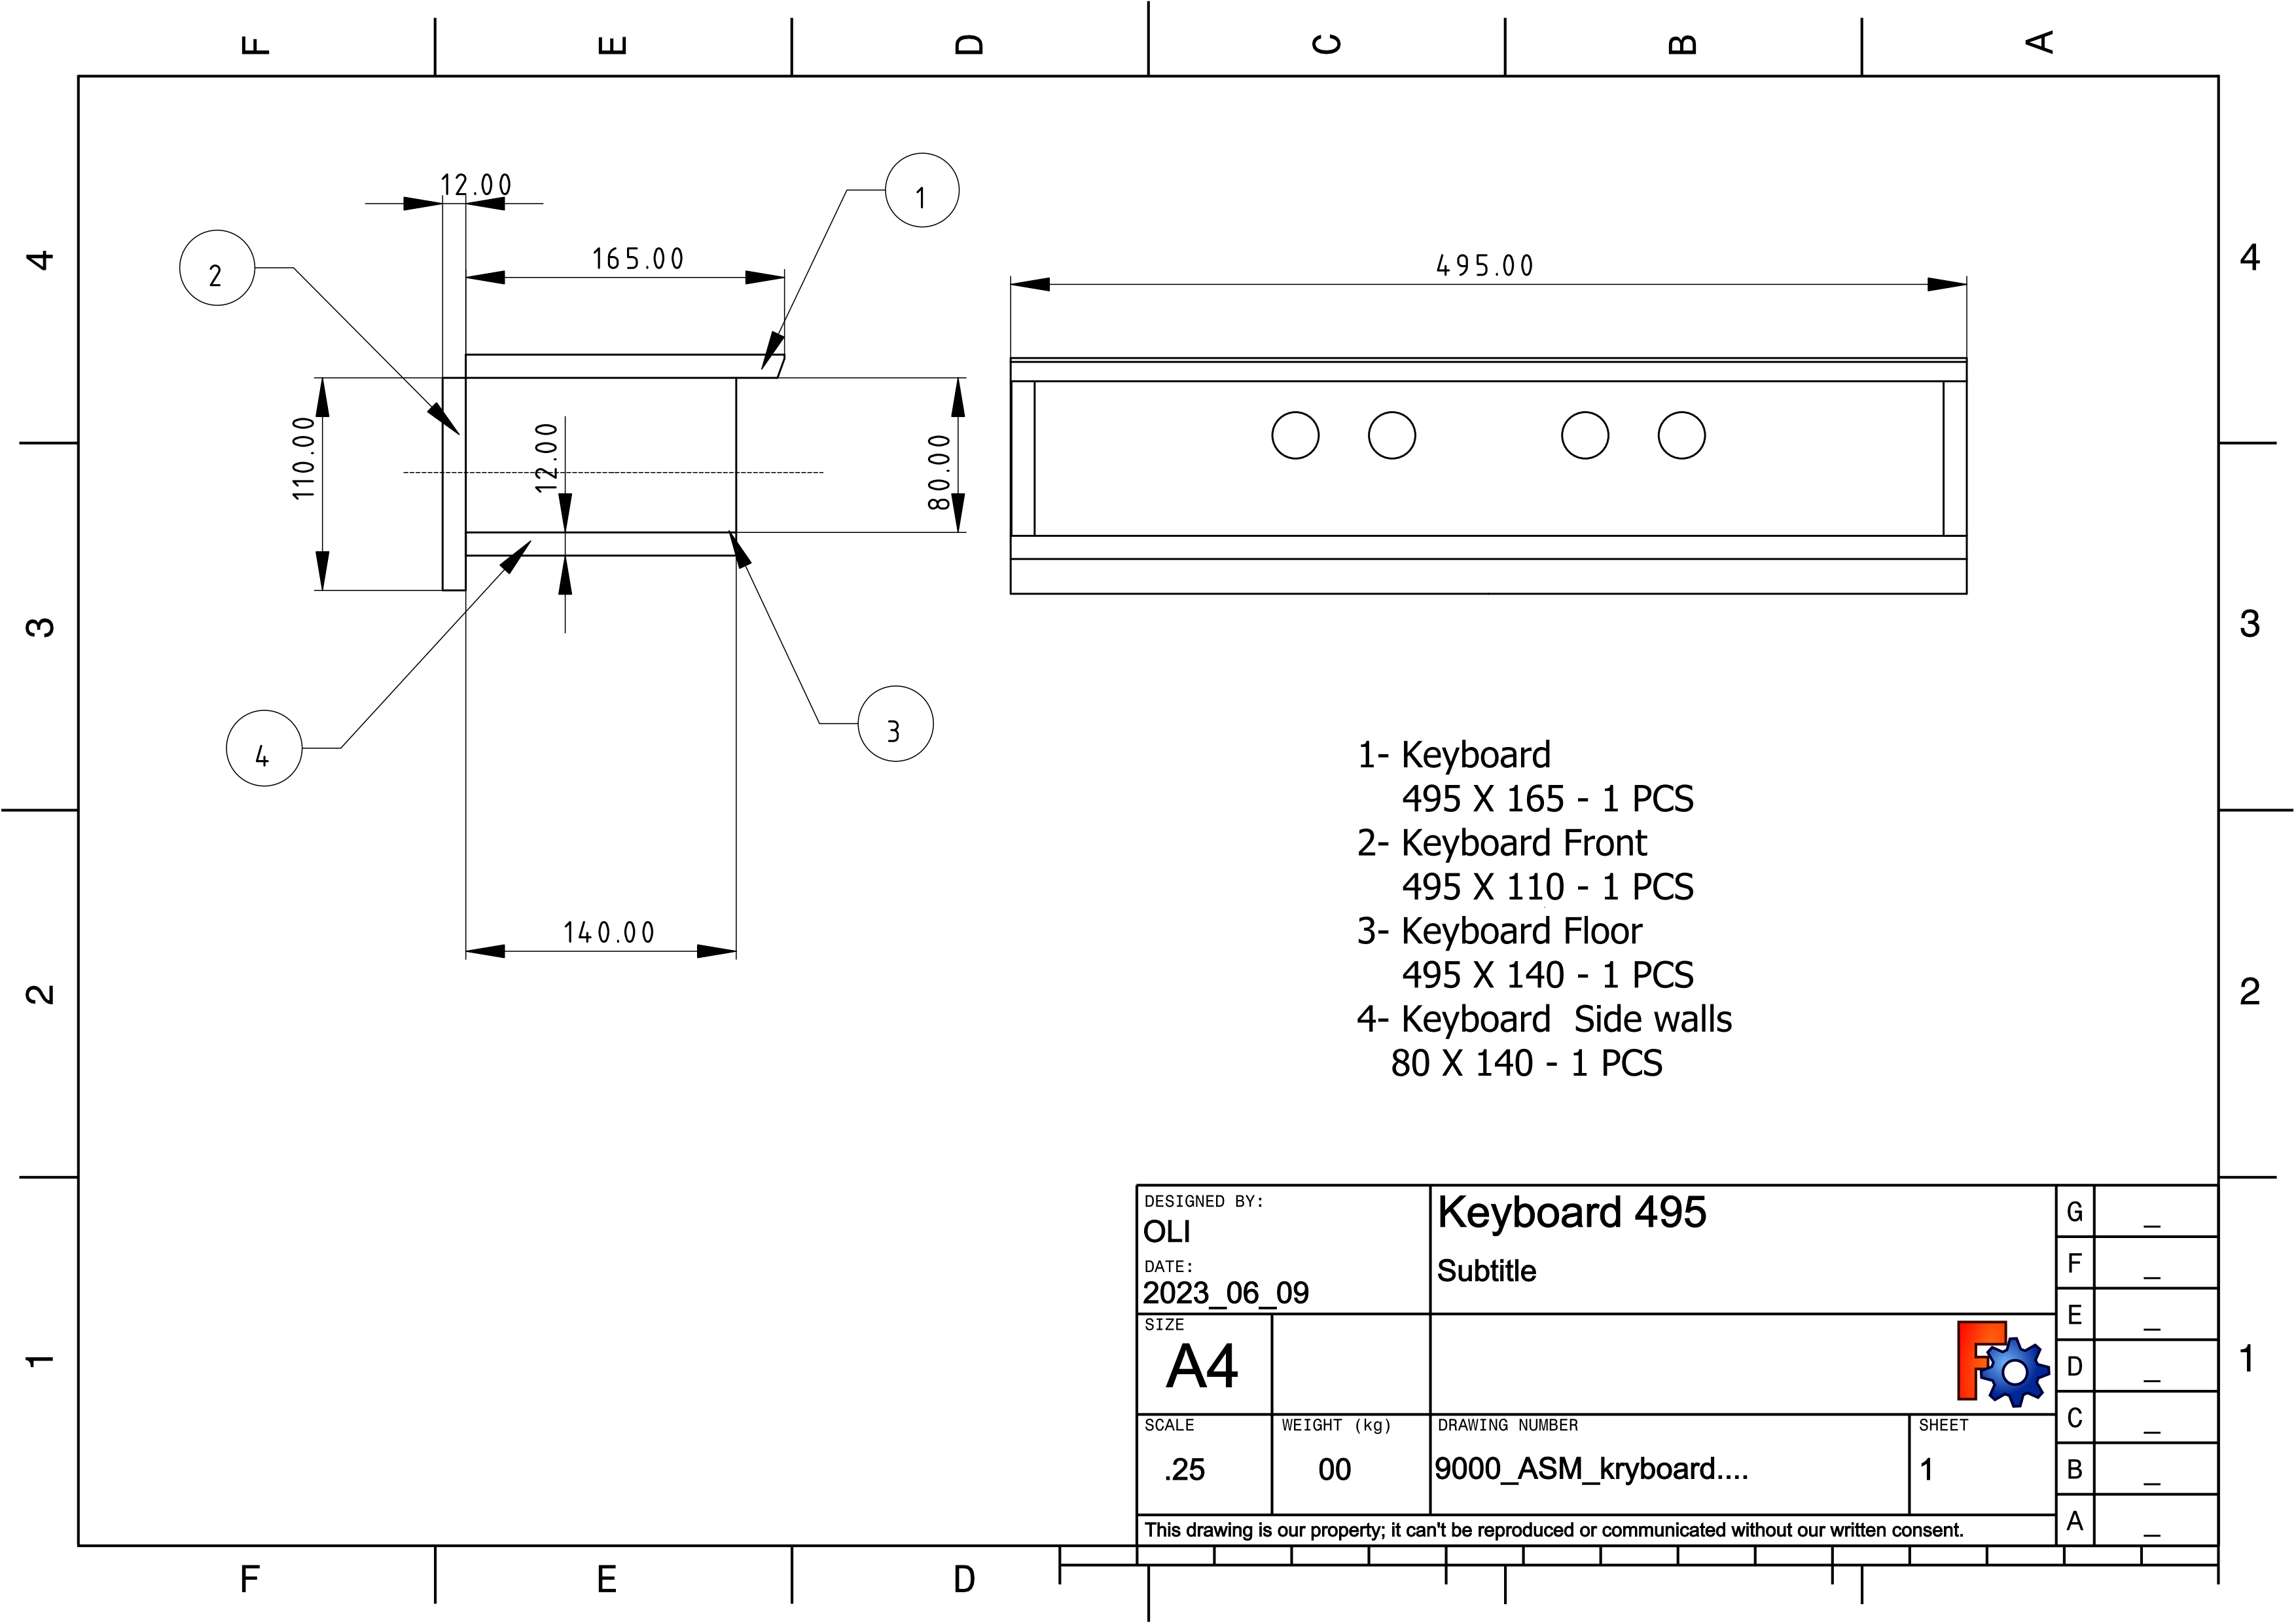 F E D C B A
12.00
1
2
165.00
495.00
4 4
110.00
12.00
80.00
3 3
4
3
1- Keyboard
495 X 165 - 1 PCS
2- Keyboard Front
495 X 110 - 1 PCS
3- Keyboard Floor
495 X 140 - 1 PCS
4- Keyboard  Side walls
80 X 140 - 1 PCS
140.00
2 2
1 1
DESIGNED BY:
OLI
DATE:
2023_06_09
Keyboard 495
Subtitle
SIZE
A4
SCALE
.25
WEIGHT (kg)
00
DRAWING NUMBER
9000_ASM_kryboard....
SHEET
1
This drawing is our property; it can't be reproduced or communicated without our written consent.
G _
F _
E _
D _
C _
B _
A _
F E D